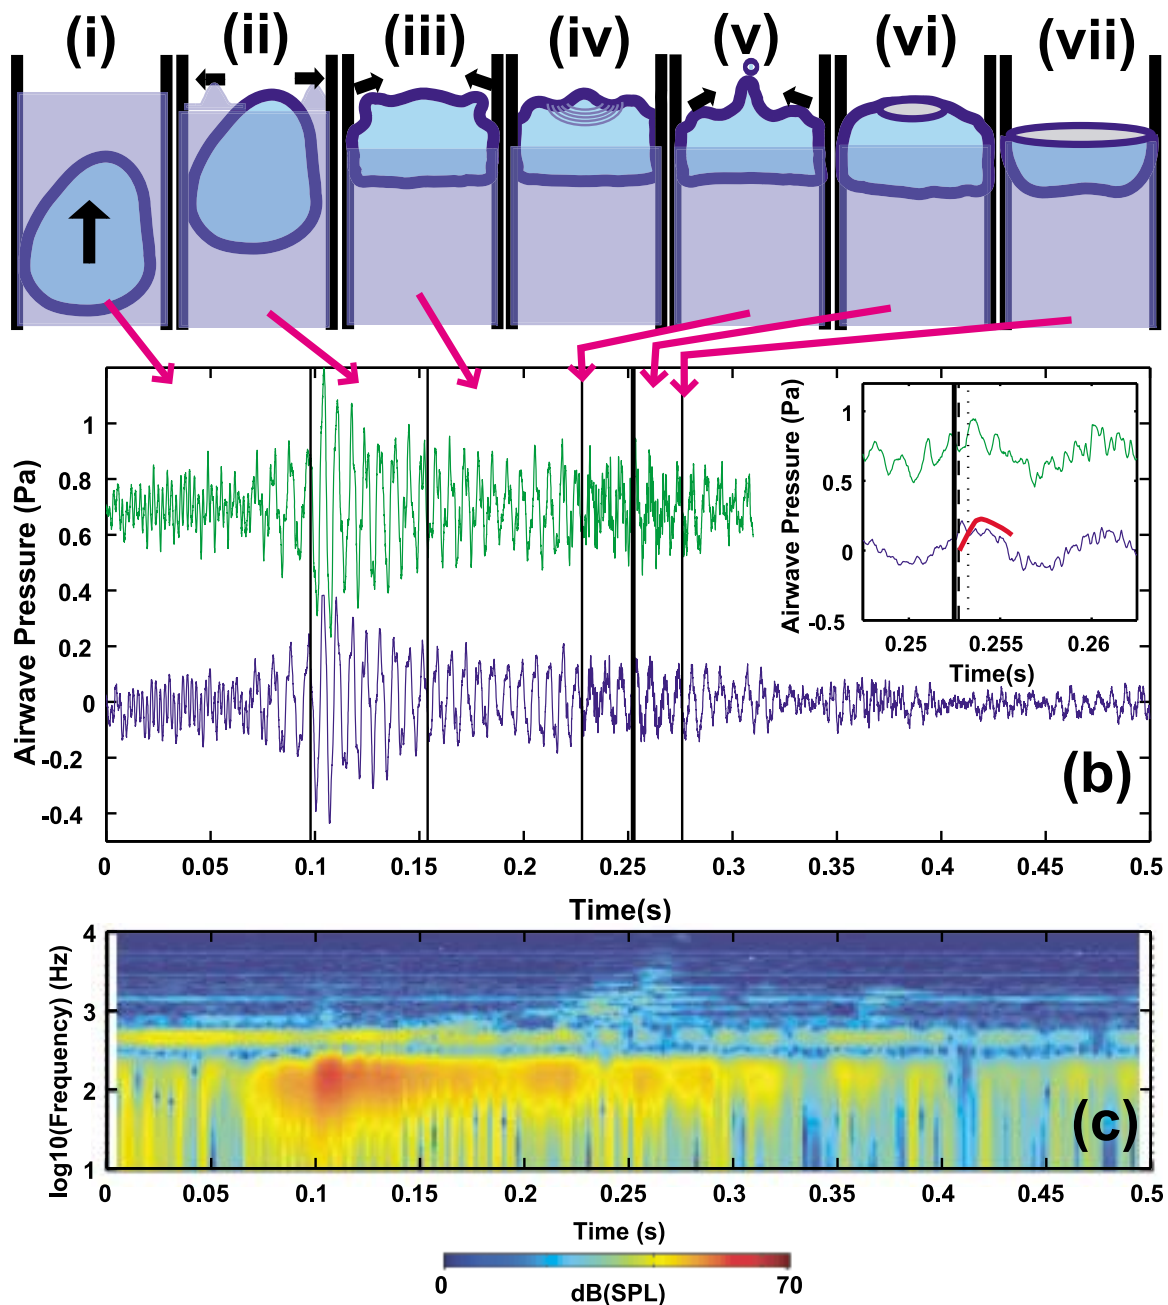 (i) (ii) (iii) (iv) (v) (vi) (vii)
Airwave Pressure (Pa)
1
0.8
0.6
0.4
0.2
0
-0.2
-0.4
0 0.05 0.1 0.15 0.2 0.25 0.3 0.35 0.4 0.45 0.5
Time(s)
(b)
Airwave Pressure (Pa)
1
0.5
0
-0.5
0.25 0.255 0.26
Time(s)
log10(Frequency) (Hz)
4
3
2
1
(c)
0 0.05 0.1 0.15 0.2 0.25 0.3 0.35 0.4 0.45 0.5
Time (s)
0 70
dB(SPL)